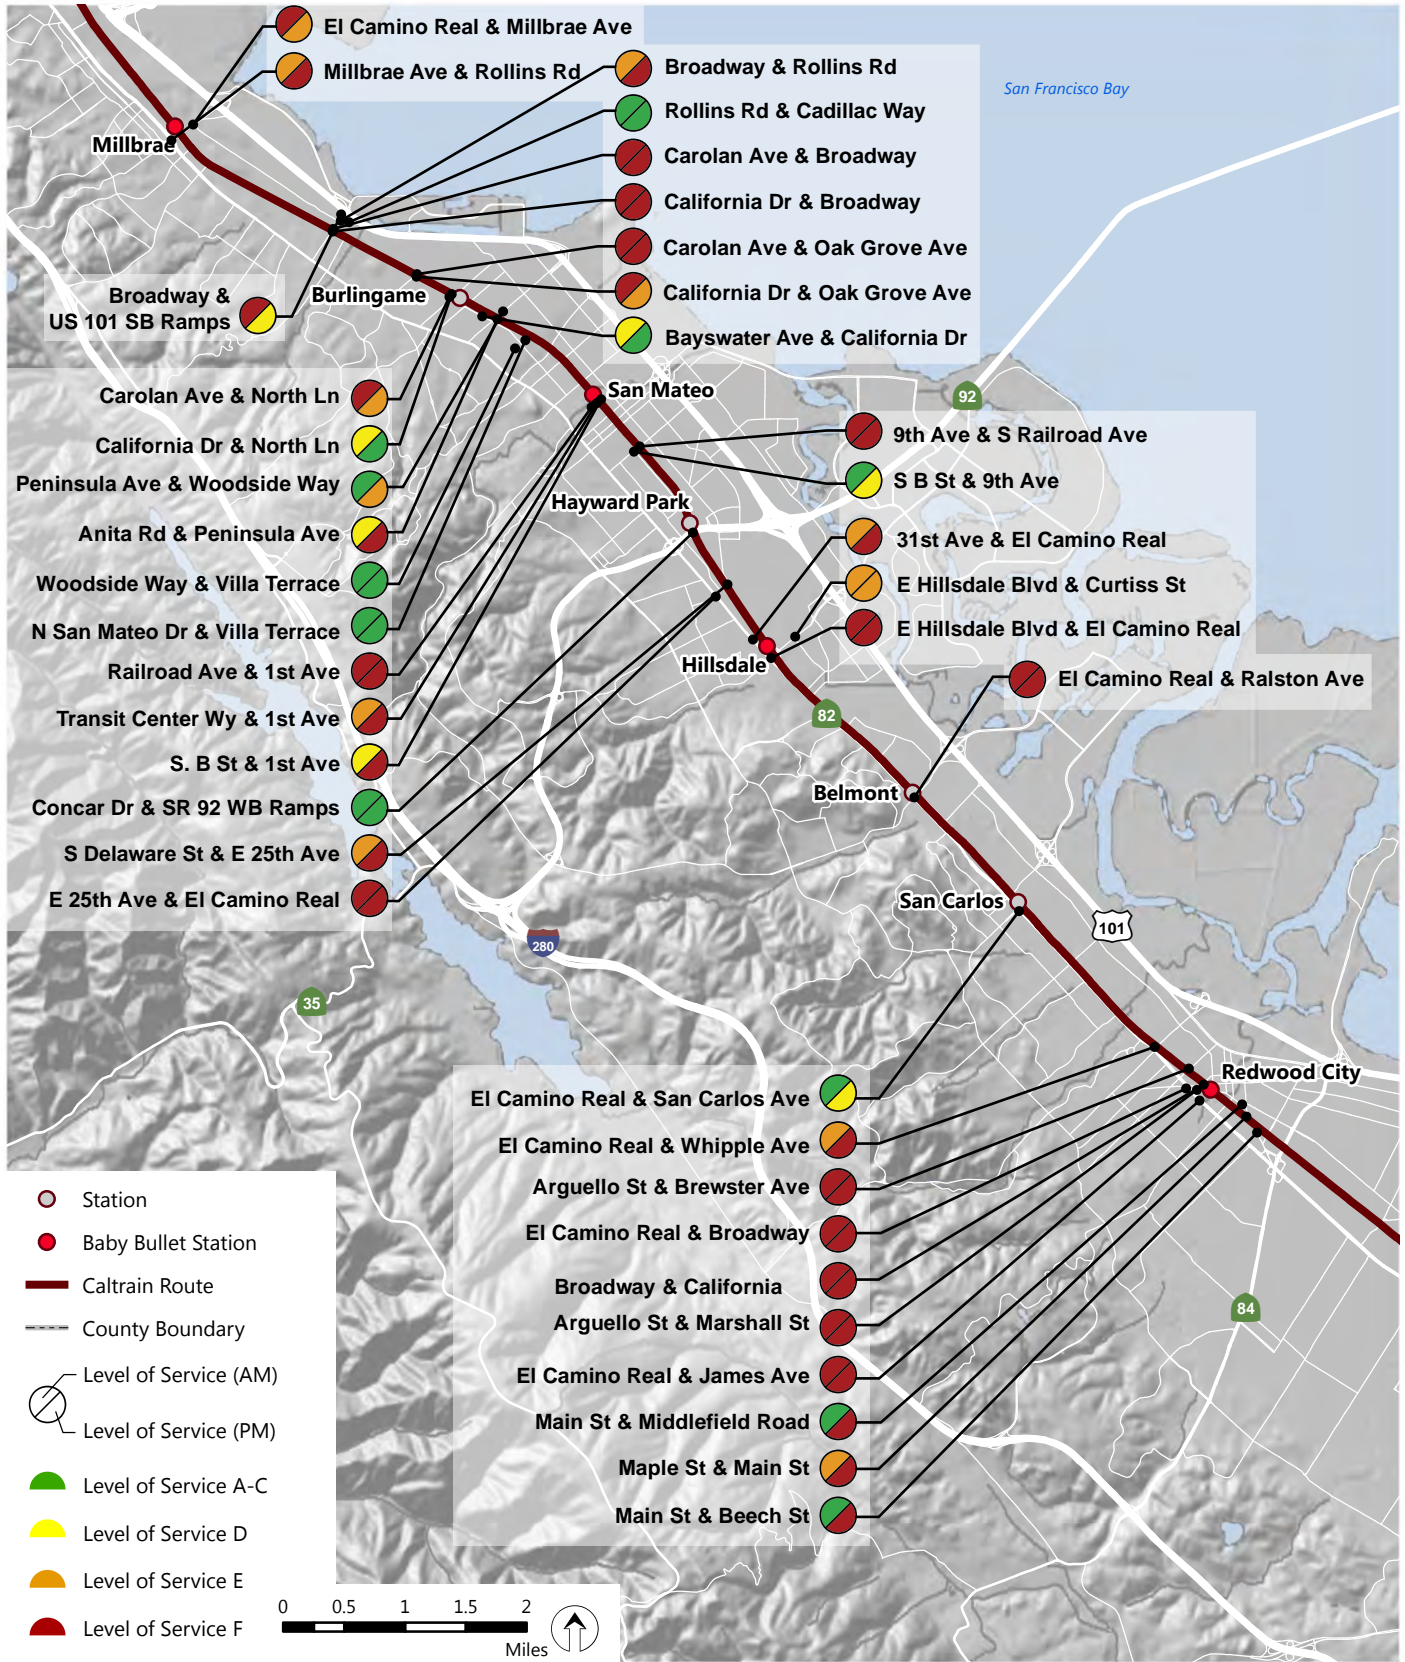 El Camino Real & Millbrae Ave
Millbrae Ave & Rollins Rd
Broadway & Rollins Rd
Rollins Rd & Cadillac Way
Carolan Ave & Broadway
California Dr & Broadway
Carolan Ave & Oak Grove Ave
California Dr & Oak Grove Ave
Bayswater Ave & California Dr
San Francisco Bay
Millbrae
Broadway &
US 101 SB Ramps
Burlingame
San Mateo
92
Carolan Ave & North Ln
California Dr & North Ln
Peninsula Ave & Woodside Way
Anita Rd & Peninsula Ave
Woodside Way & Villa Terrace
N San Mateo Dr & Villa Terrace
Railroad Ave & 1st Ave
Transit Center Wy & 1st Ave
S. B St & 1st Ave
Concar Dr & SR 92 WB Ramps
S Delaware St & E 25th Ave
E 25th Ave & El Camino Real
9th Ave & S Railroad Ave
S B St & 9th Ave
31st Ave & El Camino Real
E Hillsdale Blvd & Curtiss St
E Hillsdale Blvd & El Camino Real
Hayward Park
Hillsdale
El Camino Real & Ralston Ave
82
Belmont
San Carlos
101
280
35
Redwood City
El Camino Real & San Carlos Ave
El Camino Real & Whipple Ave
Arguello St & Brewster Ave
El Camino Real & Broadway
Broadway & California
Arguello St & Marshall St
El Camino Real & James Ave
Main St & Middlefield Road
Maple St & Main St
Main St & Beech St
84
Station
Baby Bullet Station
Caltrain Route
County Boundary
Level of Service (AM)
Level of Service (PM)
Level of Service A-C
Level of Service D
Level of Service E
Level of Service F
0 0.5 1 1.5 2
Miles